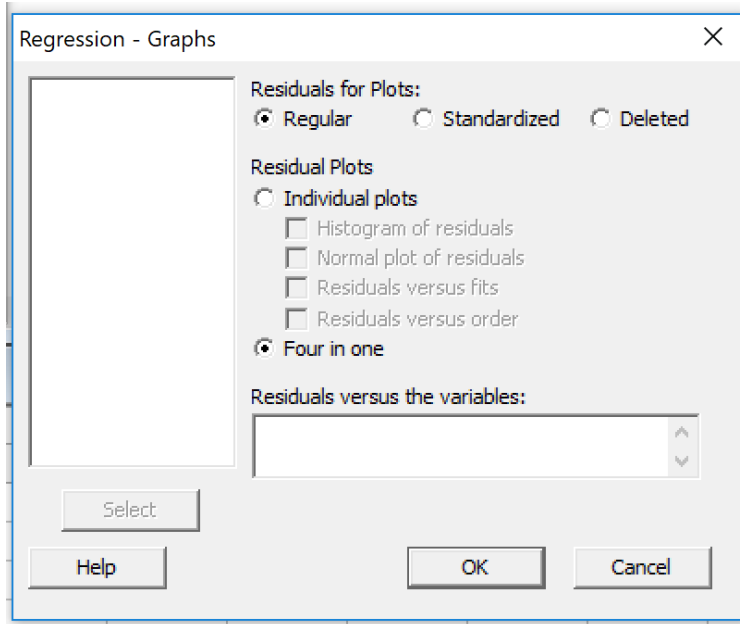 Regression - Graphs
Residuals for Plots:
Regular Standardized Deleted
Residual Plots
Individual plots
Histogram of residuals
Normal plot of residuals
Residuals versus fits
Residuals versus order
Four in one
Residuals versus the variables:
Select
Help OK Cancel